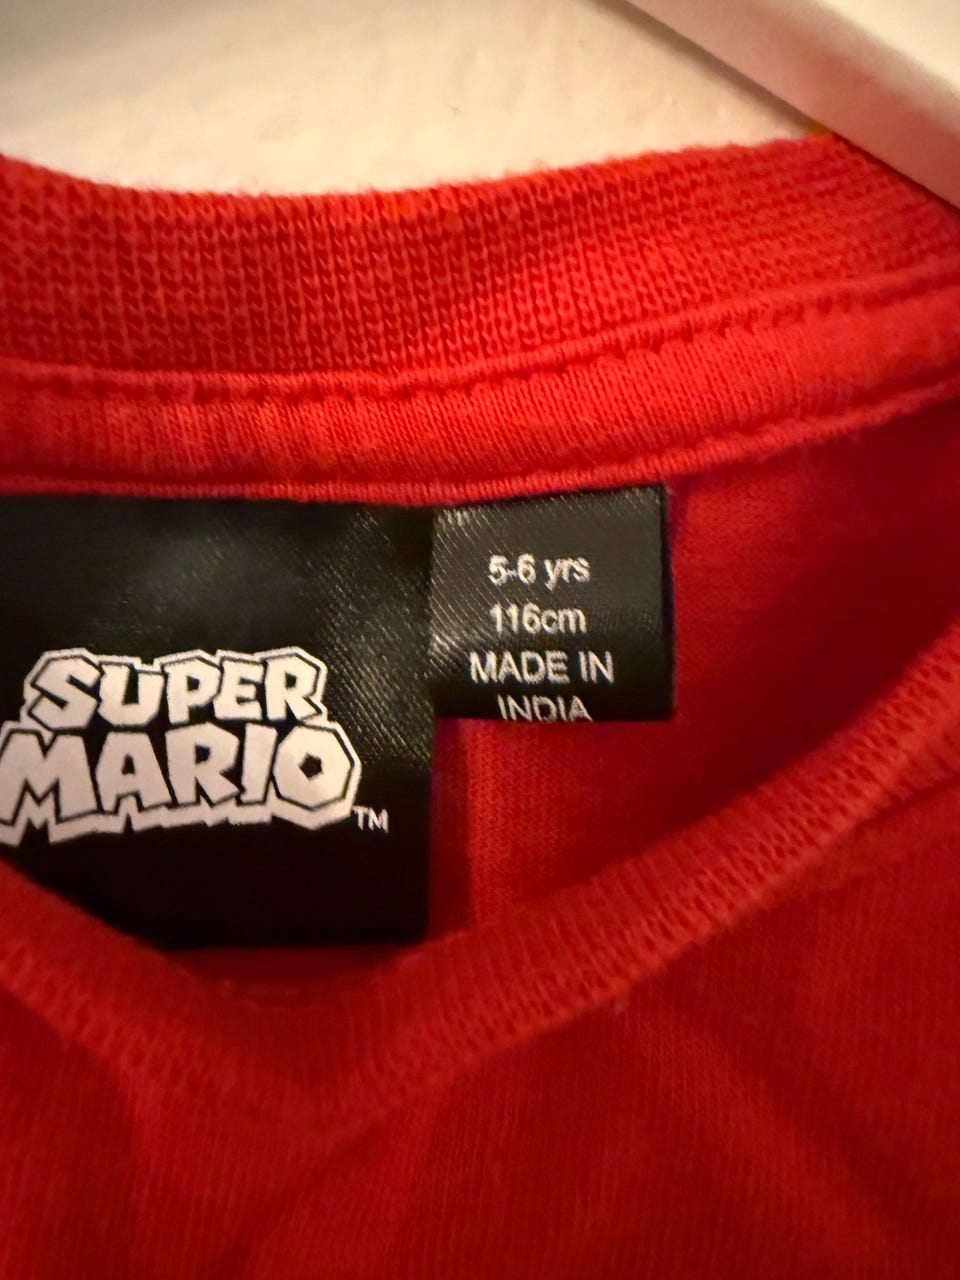 SUPER
MARIO
TM
5-6 yrs
116cm
MADE IN
INDIA